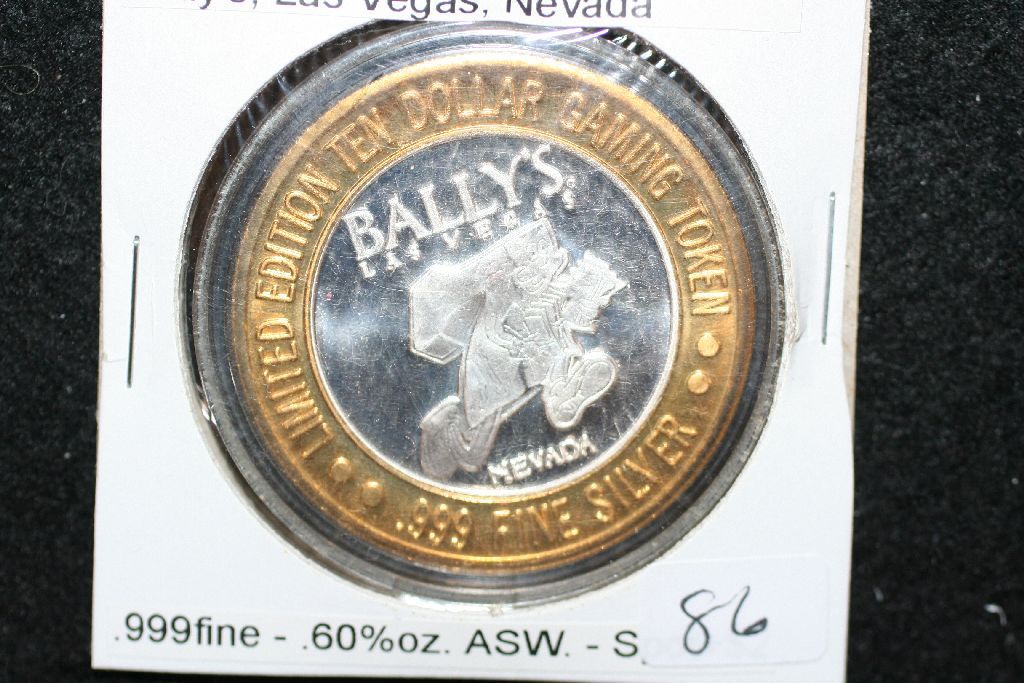 Las Vegas, Nevada
LIMITED EDITION TEN DOLLAR GAMING TOKEN
BALLY'S
LAS VEGAS
NEVADA
.999 FINE SILVER
.999fine - .60%oz. ASW. - S
86